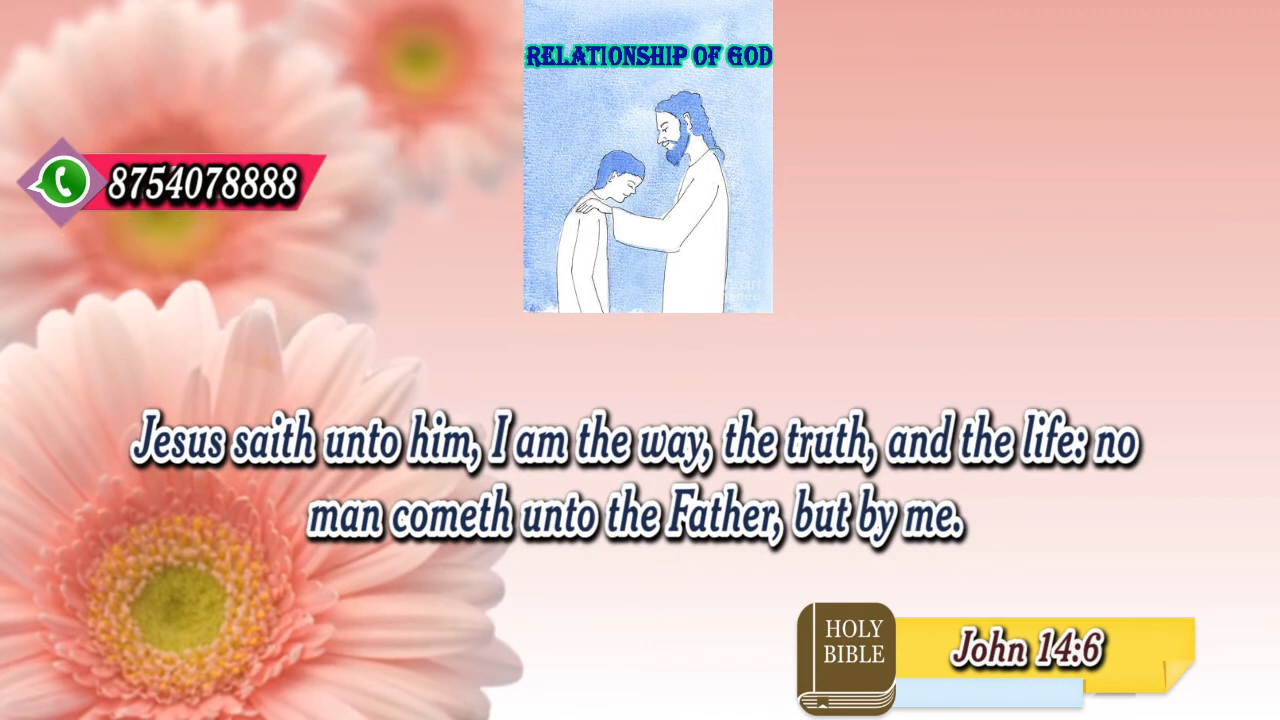 RELATIONSHIP OF GOD
8754078888
Jesus saith unto him, I am the way, the truth, and the life: no
man cometh unto the Father, but by me.
HOLY
BIBLE
John 14:6